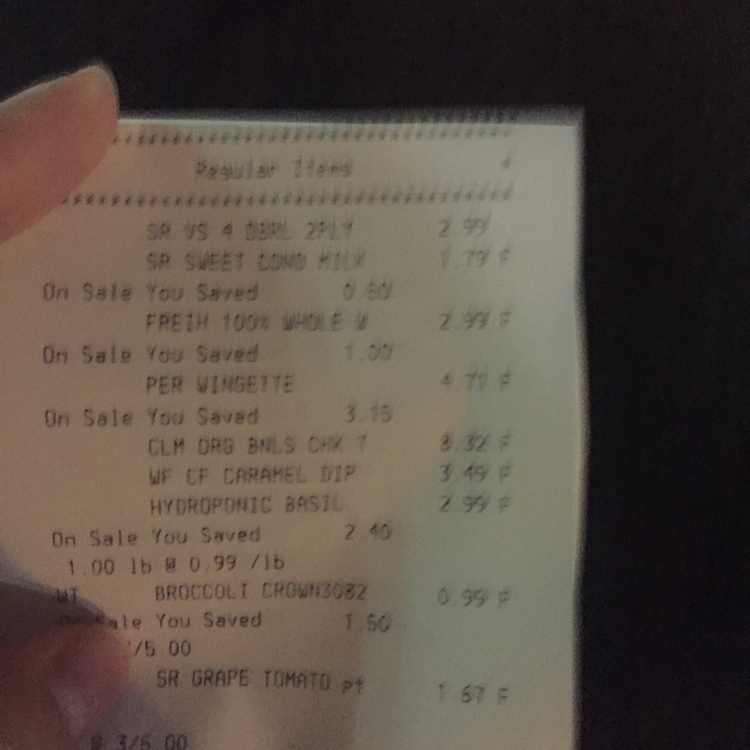 Regular Items
SR VS 4 DBRL 2PLY 2.99
SR SWEET COND MILK 1.79 F
On Sale You Saved 0.50
FREIH 100% WHOLE W 2.99 F
On Sale You Saved 1.00
PER WINGETTE 4.77 F
On Sale You Saved 3.15
CLM ORG BNLS CHK T 8.32 F
WF CF CARAMEL DIP 3.49 F
HYDROPONIC BASIL 2.99 F
On Sale You Saved 2.40
1.00 lb @ 0.99 /lb
WT BROCCOLI CROWN3082 0.99 F
On Sale You Saved 1.50
/5.00
SR GRAPE TOMATO pt 1.67 F
@ 3/5.00